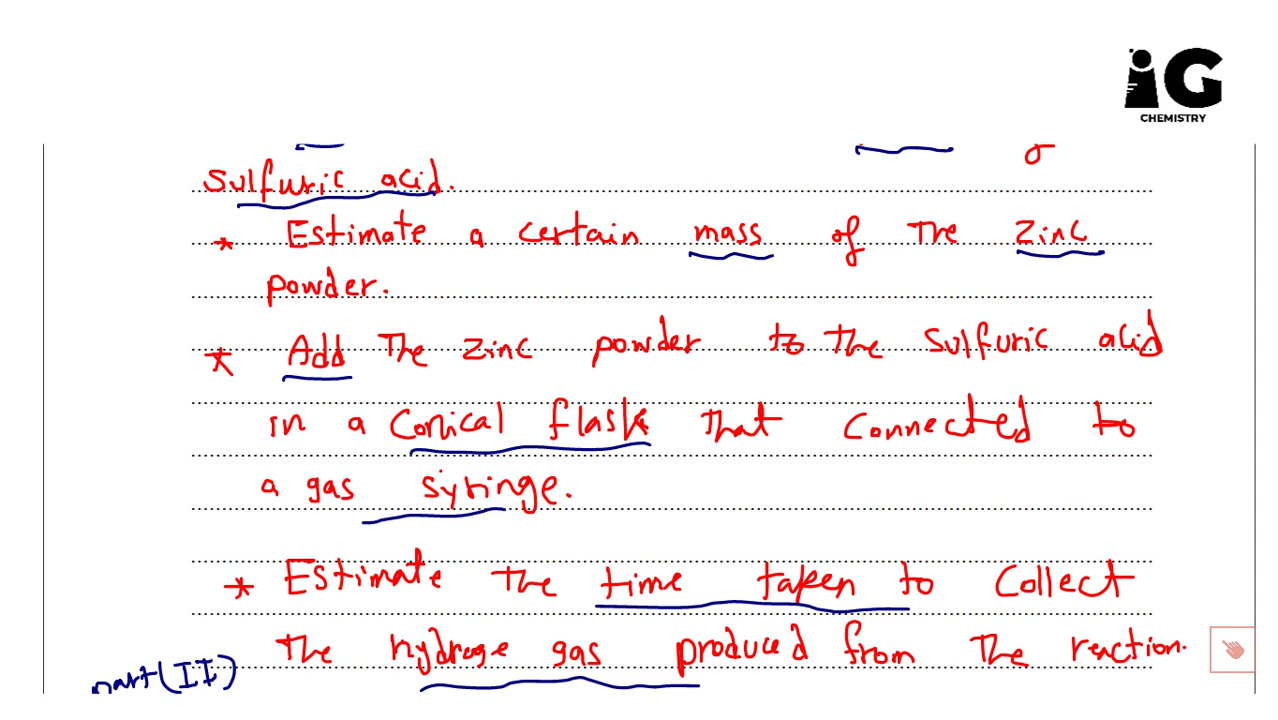 iG
CHEMISTRY
Sulfuric acid.
* Estimate a certain mass of The Zinc
powder.
* Add The Zinc powder to the Sulfuric acid
in a Conical flask That Connected to
a gas syringe.
* Estimate The time taken to Collect
The hydroge gas produced from The reaction.
part(II)